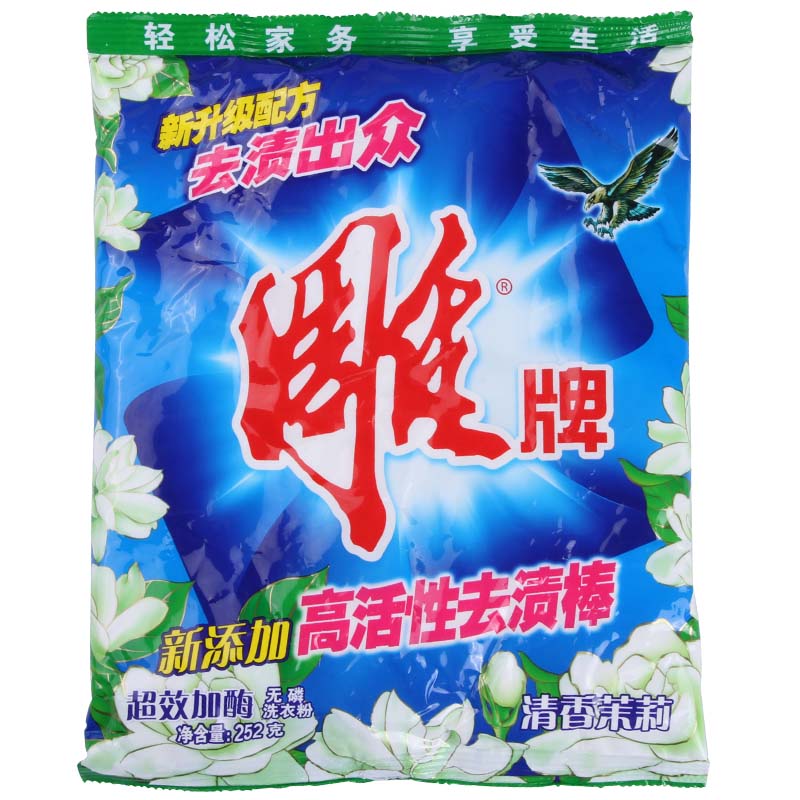 轻松家务 享受生活
新升级配方
去渍出众
雕®
牌
新添加 高活性去渍棒
超效加酶 无磷
洗衣粉
净含量:252克
清香茉莉